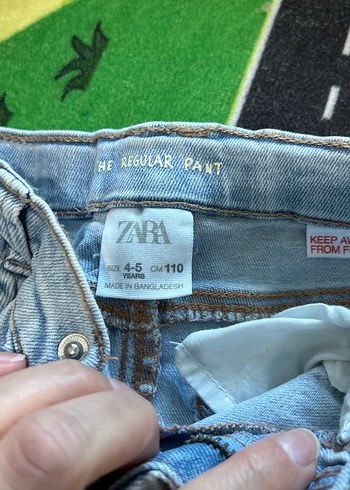 HE REGULAR PANT
ZARA
SIZE 4-5 YEARS CM 110
MADE IN BANGLADESH
KEEP AW
FROM F